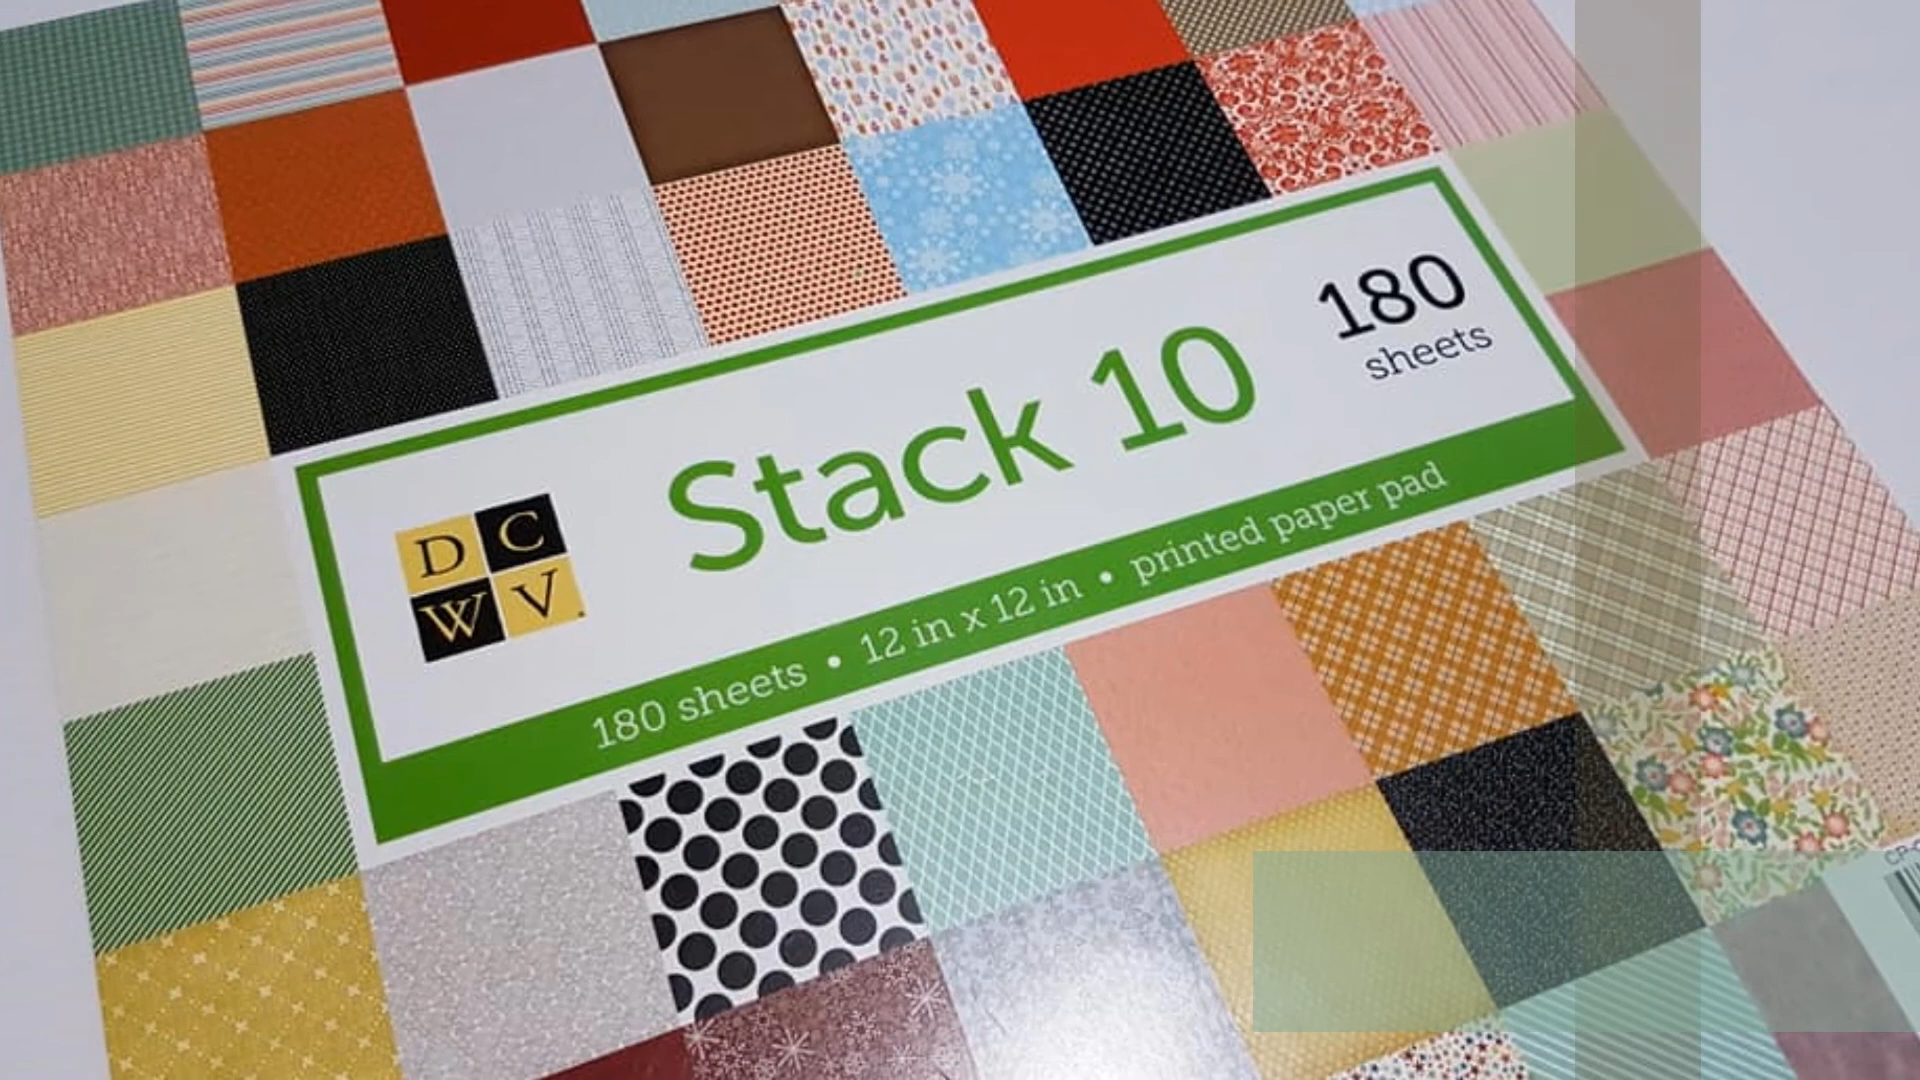 180
sheets
Stack 10
D C
W V
180 sheets • 12 in x 12 in • printed paper pad